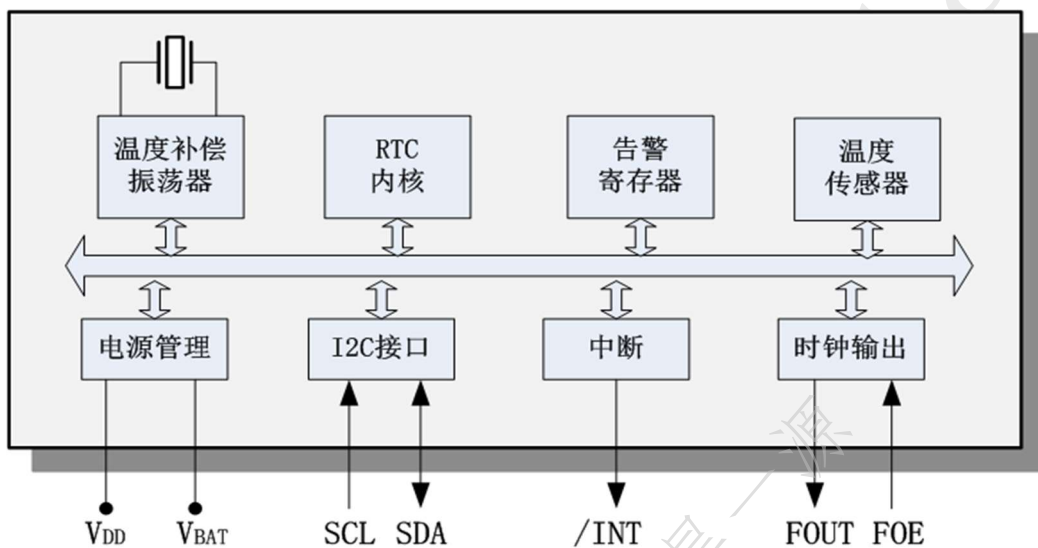 温度补偿
振荡器
RTC
内核
告警
寄存器
温度
传感器
电源管理
I2C接口
中断
时钟输出
VDD
VBAT
SCL
SDA
/INT
FOUT
FOE
一源